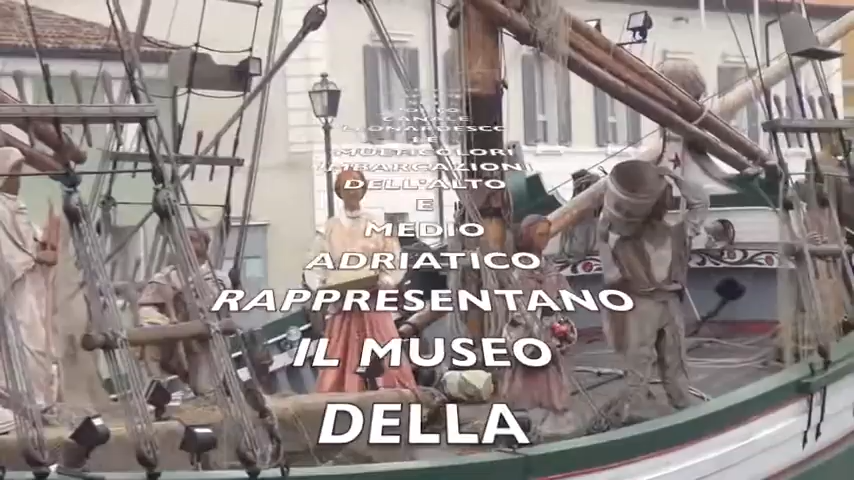 CANALE
LEONARDESCO
LE
MULTICOLORI
IMBARCAZIONI
DELL'ALTO
E
MEDIO
ADRIATICO
RAPPRESENTANO
IL MUSEO
DELLA